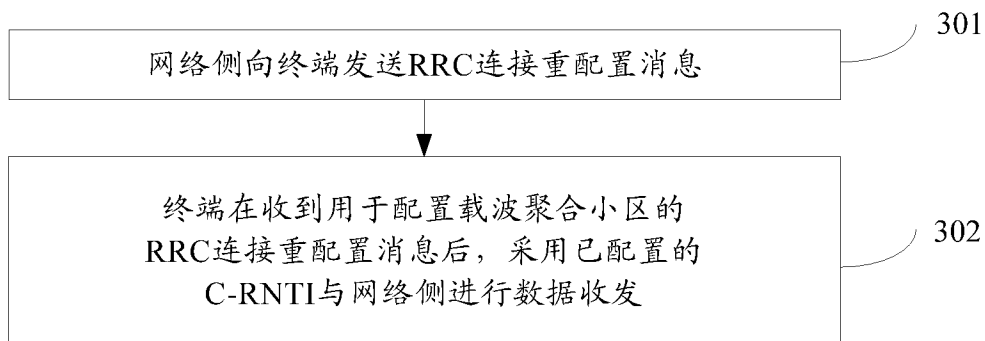 301
网络侧向终端发送RRC连接重配置消息
终端在收到用于配置载波聚合小区的
RRC连接重配置消息后，采用已配置的
C-RNTI与网络侧进行数据收发
302